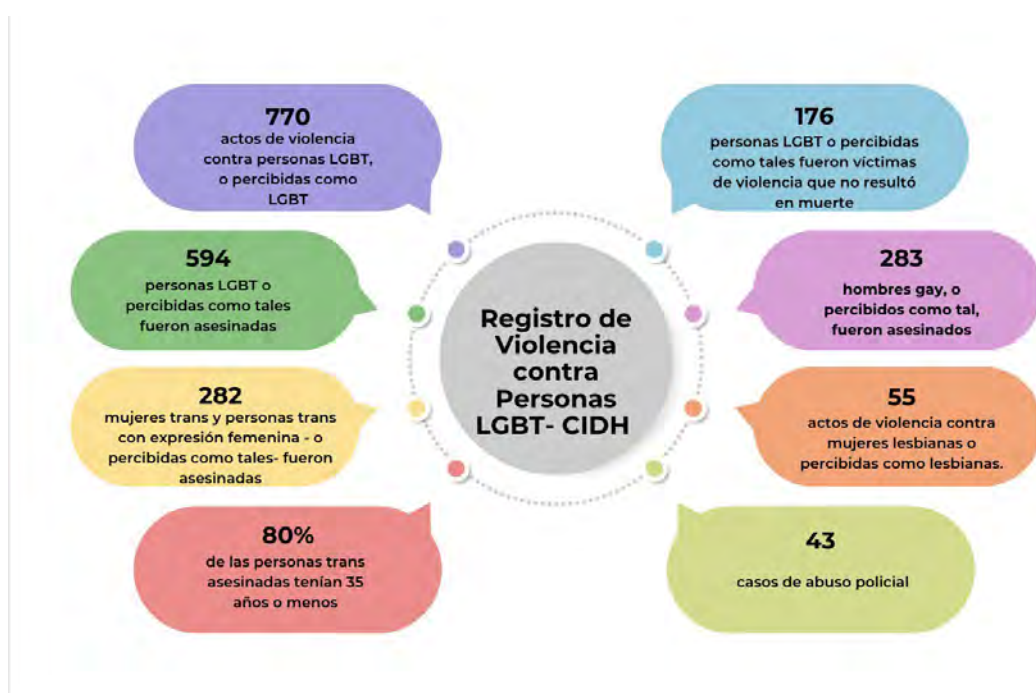 770
actos de violencia
contra personas LGBT,
o percibidas como
LGBT
176
personas LGBT o percibidas
como tales fueron víctimas
de violencia que no resultó
en muerte
594
personas LGBT o
percibidas como tales
fueron asesinadas
283
hombres gay, o
percibidos como tal,
fueron asesinados
Registro de
Violencia
contra
Personas
LGBT- CIDH
282
mujeres trans y personas trans
con expresión femenina - o
percibidas como tales- fueron
asesinadas
55
actos de violencia contra
mujeres lesbianas o
percibidas como lesbianas.
80%
de las personas trans
asesinadas tenían 35
años o menos
43
casos de abuso policial